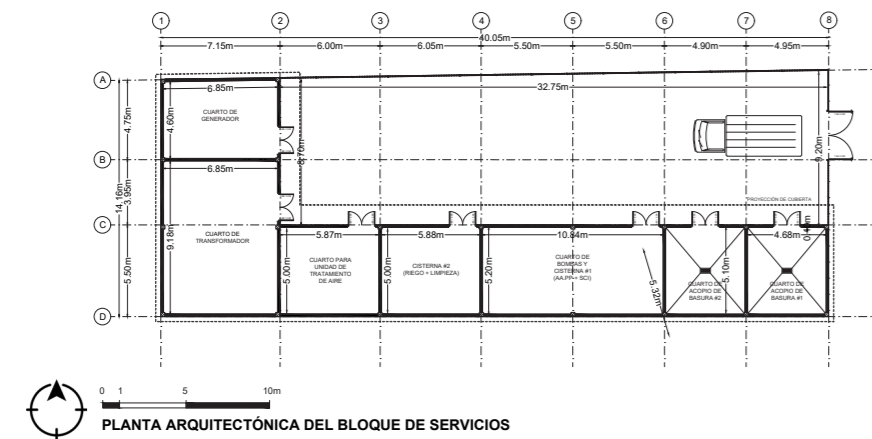 1 2 3 4 5 6 7 8
40.05m
7.15m 6.00m 6.05m 5.50m 5.50m 4.90m 4.95m
A
6.85m
32.75m
CUARTO DE
GENERADOR
4.75m
4.60m
8.70m
9.20m
B
6.85m
14.16m
3.95m
*PROYECCIÓN DE CUBIERTA
C
5.87m 5.88m 10.84m 4.68m
0.40m
CUARTO DE
TRANSFORMADOR
9.18m
CUARTO PARA
UNIDAD DE
TRATAMIENTO
DE AIRE
5.00m
CISTERNA #2
(RIEGO + LIMPIEZA)
5.00m
CUARTO DE
BOMBAS Y
CISTERNA #1
(AA.PP.+ SCI)
5.20m
5.32m
5.10m
CUARTO DE
ACOPIO DE
BASURA #2
CUARTO DE
ACOPIO DE
BASURA #1
5.50m
D
0 1 5 10m
PLANTA ARQUITECTÓNICA DEL BLOQUE DE SERVICIOS